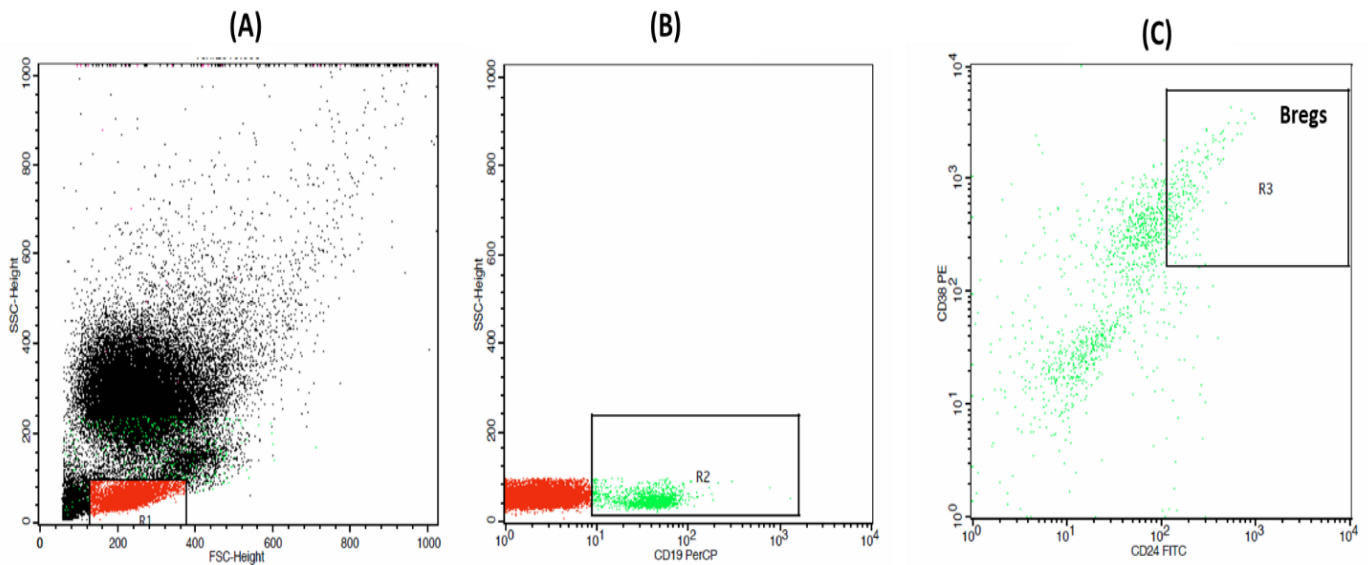 (A)
1000
800
600
400
200
0
SSC-Height
R1
0 200 400 600 800 1000
FSC-Height
(B)
1000
800
600
400
200
0
SSC-Height
R2
10⁰ 10¹ 10² 10³ 10⁴
CD19 PerCP
(C)
10⁴
10³
10²
10¹
10⁰
CD38 PE
Bregs
R3
10⁰ 10¹ 10² 10³ 10⁴
CD24 FITC